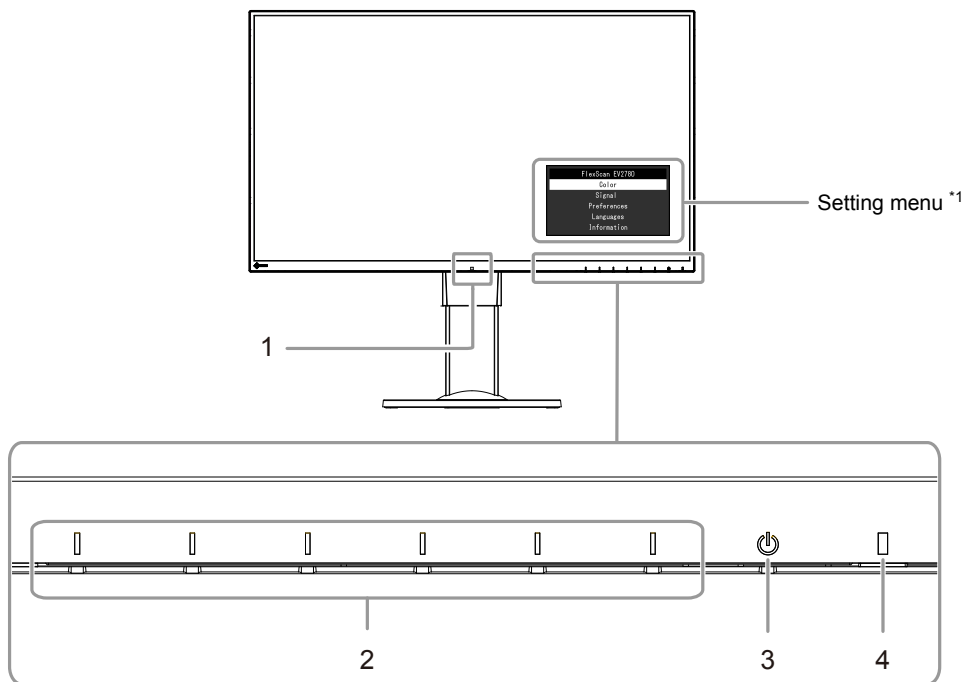 FlexScan EV2780
Color
Signal
Preferences
Languages
Information
Setting menu *1
1
2
3
4